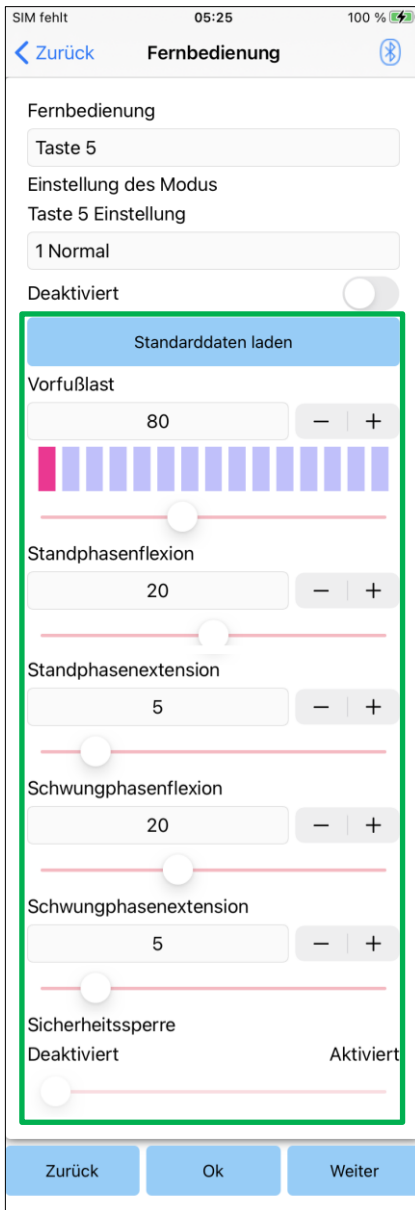 SIM fehlt 05:25 100 %
Zurück Fernbedienung
Fernbedienung
Taste 5
Einstellung des Modus
Taste 5 Einstellung
1 Normal
Deaktiviert
Standarddaten laden
Vorfußlast
80 − +
Standphasenflexion
20 − +
Standphasenextension
5 − +
Schwungphasenflexion
20 − +
Schwungphasenextension
5 − +
Sicherheitssperre
Deaktiviert Aktiviert
Zurück Ok Weiter